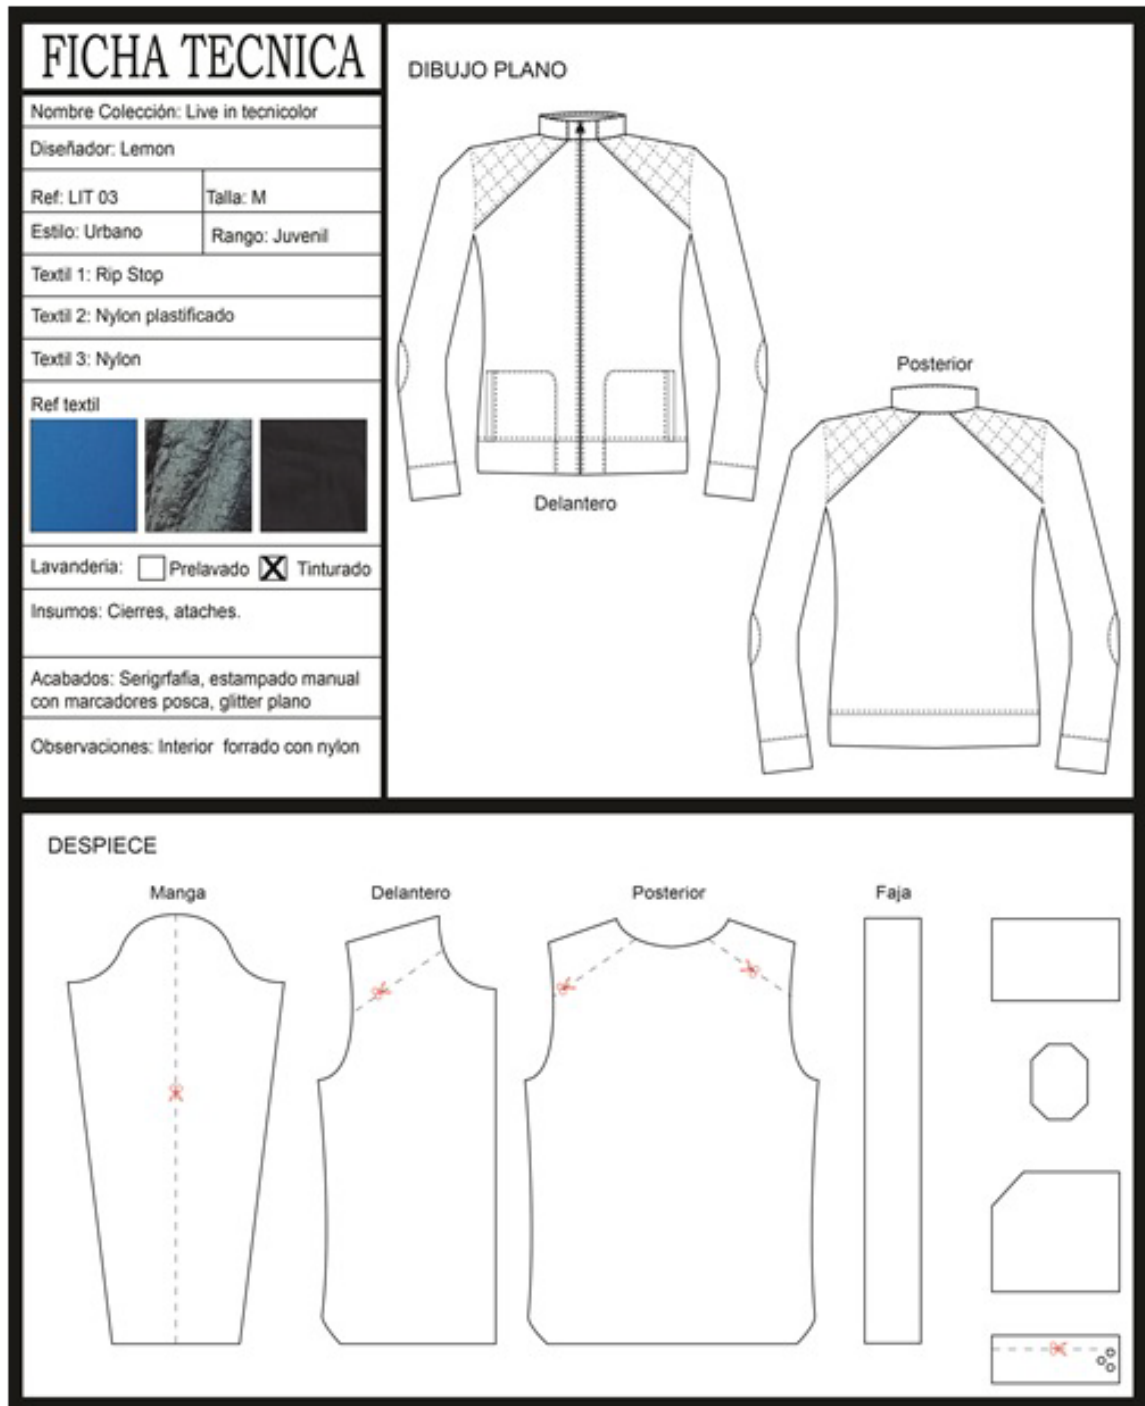 FICHA TECNICA
Nombre Colección: Live in tecnicolor
Diseñador: Lemon
Ref: LIT 03
Talla: M
Estilo: Urbano
Rango: Juvenil
Textil 1: Rip Stop
Textil 2: Nylon plastificado
Textil 3: Nylon
Ref textil
Lavanderia: Prelavado X Tinturado
Insumos: Cierres, ataches.
Acabados: Serigrfafia, estampado manual
con marcadores posca, glitter plano
Observaciones: Interior forrado con nylon
DIBUJO PLANO
Delantero
Posterior
DESPIECE
Manga
Delantero
Posterior
Faja